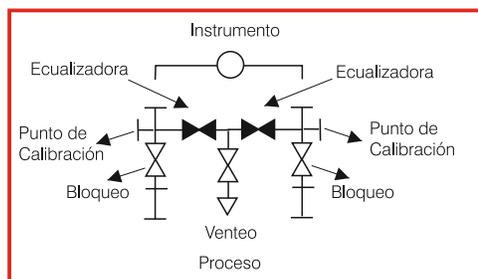 Instrumento
Ecualizadora
Ecualizadora
Punto de
Calibración
Punto de
Calibración
Bloqueo
Bloqueo
Venteo
Proceso